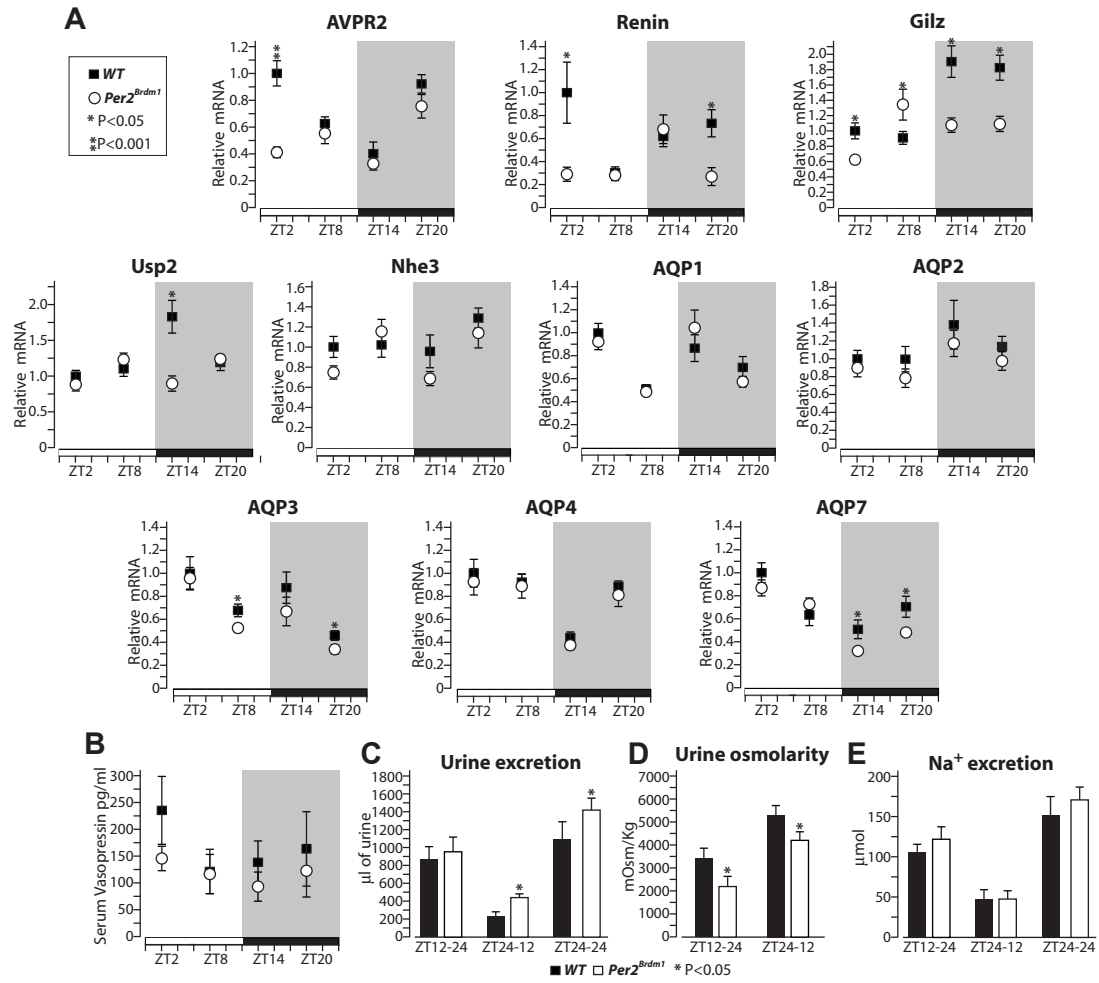 A
WT
Per2^Brdm1
* P<0.05
** P<0.001
AVPR2
Relative mRNA
1.2
1.0
0.8
0.6
0.4
0.2
0
ZT2 ZT8 ZT14 ZT20
**
Renin
Relative mRNA
1.4
1.2
1.0
0.8
0.6
0.4
0.2
0
ZT2 ZT8 ZT14 ZT20
* *
Gilz
Relative mRNA
2.0
1.8
1.6
1.4
1.2
1.0
0.8
0.6
0.4
0.2
0
ZT2 ZT8 ZT14 ZT20
* * * *
Usp2
Relative mRNA
2.0
1.5
1.0
0.5
0
ZT2 ZT8 ZT14 ZT20
*
Nhe3
Relative mRNA
1.6
1.4
1.2
1.0
0.8
0.6
0.4
0.2
0
ZT2 ZT8 ZT14 ZT20
AQP1
Relative mRNA
1.4
1.2
1.0
0.8
0.6
0.4
0.2
0
ZT2 ZT8 ZT14 ZT20
AQP2
Relative mRNA
1.8
1.6
1.4
1.2
1.0
0.8
0.6
0.4
0.2
0
ZT2 ZT8 ZT14 ZT20
AQP3
Relative mRNA
1.4
1.2
1.0
0.8
0.6
0.4
0.2
0
ZT2 ZT8 ZT14 ZT20
* *
AQP4
Relative mRNA
1.4
1.2
1.0
0.8
0.6
0.4
0.2
0
ZT2 ZT8 ZT14 ZT20
AQP7
Relative mRNA
1.4
1.2
1.0
0.8
0.6
0.4
0.2
0
ZT2 ZT8 ZT14 ZT20
* *
B
Serum Vasopressin pg/ml
300
250
200
150
100
50
0
ZT2 ZT8 ZT14 ZT20
C
Urine excretion
µl of urine
1800
1600
1400
1200
1000
800
600
400
200
0
ZT12-24 ZT24-12 ZT24-24
* *
D
Urine osmolarity
mOsm/Kg
7000
6000
5000
4000
3000
2000
1000
0
ZT12-24 ZT24-12
* *
E
Na+ excretion
µmol
200
150
100
50
0
ZT12-24 ZT24-12 ZT24-24
WT Per2^Brdm1 * P<0.05